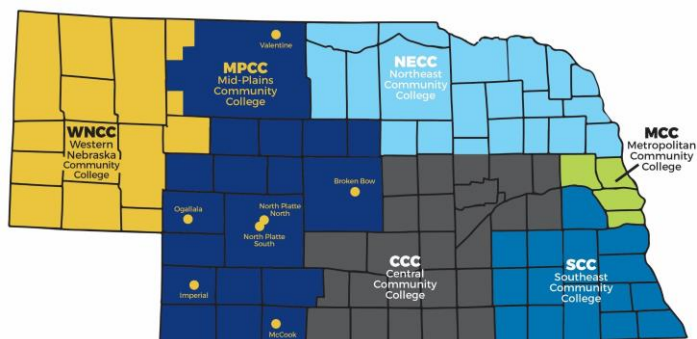 Valentine
MPCC
Mid-Plains
Community
College
NECC
Northeast
Community
College
WNCC
Western
Nebraska
Community
College
MCC
Metropolitan
Community
College
Broken Bow
Ogallala
North Platte
North
North Platte
South
CCC
Central
Community
College
SCC
Southeast
Community
College
Imperial
McCook